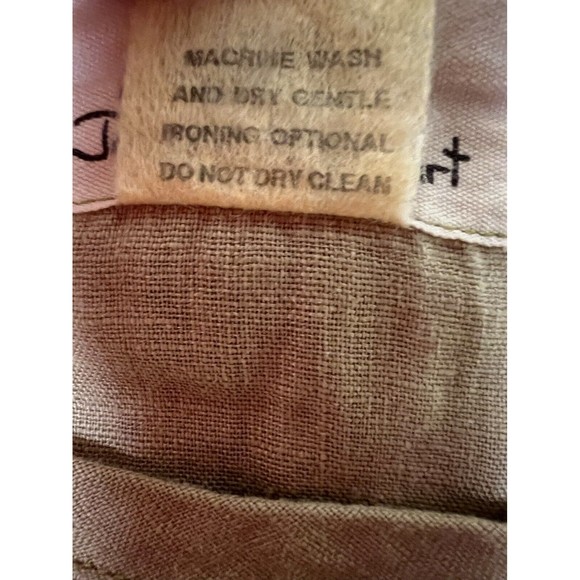 MACHINE WASH
AND DRY GENTLE
IRONING OPTIONAL
DO NOT DRY CLEAN